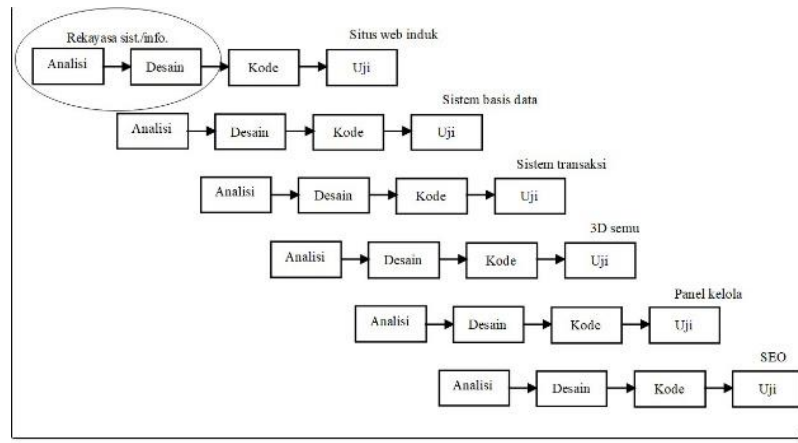 Rekayasa sist./info.
Situs web induk
Analisi
Desain
Kode
Uji
Sistem basis data
Analisi
Desain
Kode
Uji
Sistem transaksi
Analisi
Desain
Kode
Uji
3D semu
Analisi
Desain
Kode
Uji
Panel kelola
Analisi
Desain
Kode
Uji
SEO
Analisi
Desain
Kode
Uji